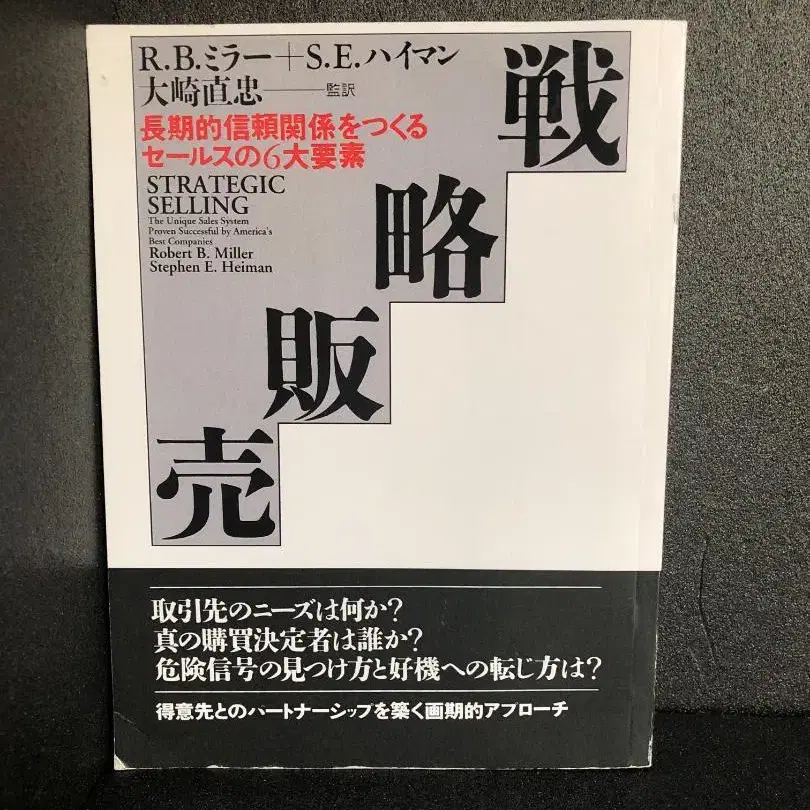 R.B.ミラー+S.E.ハイマン
大崎直忠――監訳
長期的信頼関係をつくる
セールスの6大要素
STRATEGIC
SELLING
The Unique Sales System
Proven Successful by America's
Best Companies
Robert B. Miller
Stephen E. Heiman
戦略販売
取引先のニーズは何か?
真の購買決定者は誰か?
危険信号の見つけ方と好機への転じ方は?
得意先とのパートナーシップを築く画期的アプローチ